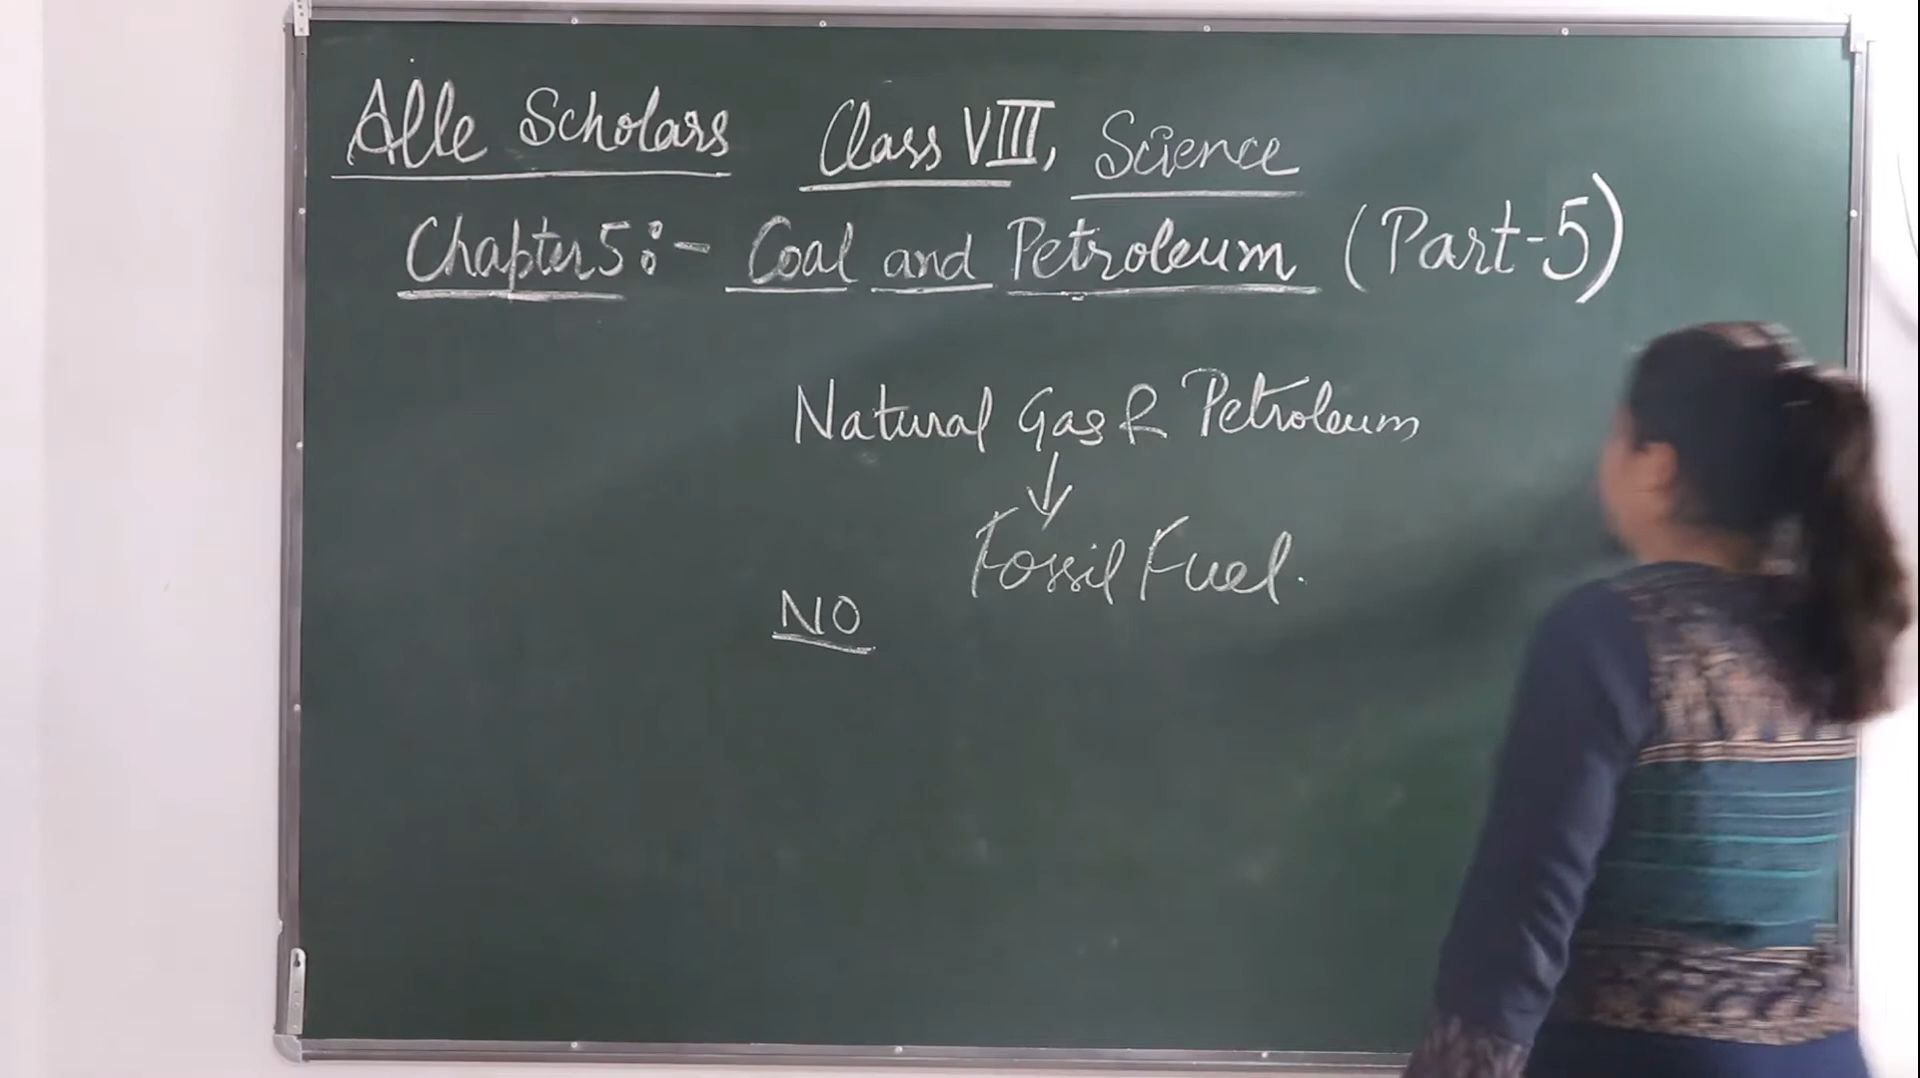 Alle Scholars Class VIII, Science
Chapter 5:- Coal and Petroleum (Part-5)
Natural Gas & Petroleum
↓
Fossil Fuel.
NO